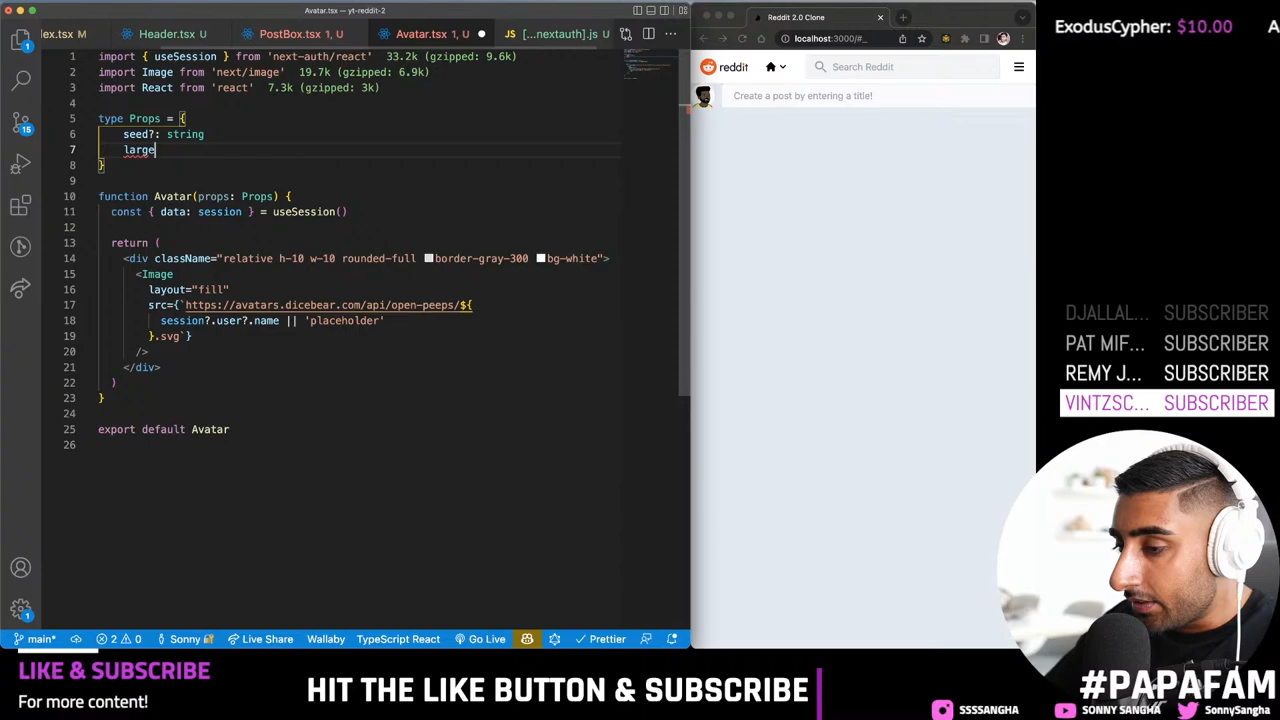 Avatar.tsx — yt-reddit-2
dex.tsx M
Header.tsx U
PostBox.tsx 1, U
Avatar.tsx 1, U
[...nextauth].js U
1 import { useSession } from 'next-auth/react' 33.2k (gzipped: 9.6k)
2 import Image from 'next/image' 19.7k (gzipped: 6.9k)
3 import React from 'react' 7.3k (gzipped: 3k)
4
5 type Props = {
6 seed?: string
7 large
8 }
9
10 function Avatar(props: Props) {
11 const { data: session } = useSession()
12
13 return (
14 <div className="relative h-10 w-10 rounded-full border-gray-300 bg-white">
15 <Image
16 layout="fill"
17 src={`https://avatars.dicebear.com/api/open-peeps/${
18 session?.user?.name || 'placeholder'
19 }.svg`}
20 />
21 </div>
22 )
23 }
24
25 export default Avatar
26
1
15
1
main*
2 0
Sonny
Live Share
Wallaby
TypeScript React
Go Live
Prettier
Reddit 2.0 Clone
localhost:3000/#_
reddit
Search Reddit
Create a post by entering a title!
ExodusCypher: $10.00 A
DJALLAL... SUBSCRIBER
PAT MIF... SUBSCRIBER
REMY J... SUBSCRIBER
VINTZSC... SUBSCRIBER
LIKE & SUBSCRIBE
For more content!
HIT THE LIKE BUTTON & SUBSCRIBE
#PAPAFAM
SSSSANGHA
SONNY SANGHA
SonnySangha